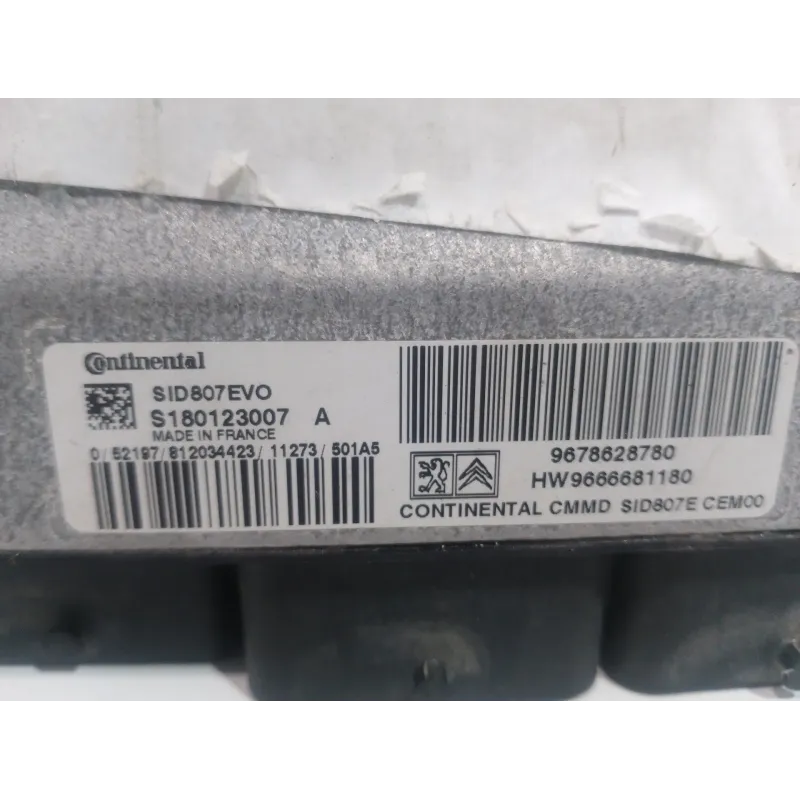 Continental
SID807EVO
S180123007 A
MADE IN FRANCE
0/52197/812034423/11273/501A5
9678628780
HW9666681180
CONTINENTAL CMMD SID807E CEM00